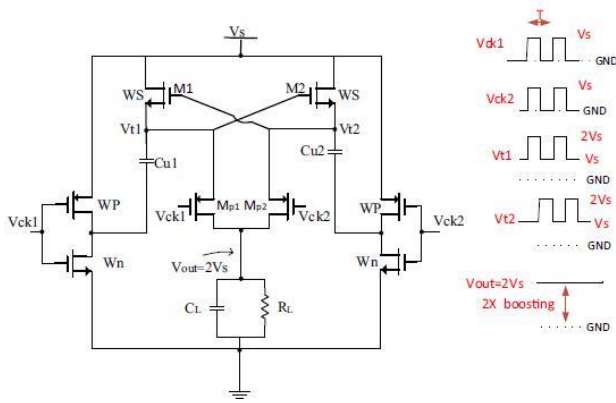 Vs
M1
M2
WS
WS
Vt1
Vt2
Cu1
Cu2
WP
WP
Mp1
Mp2
Vck1
Vck1
Vck2
Vck2
Wn
Wn
Vout=2Vs
CL
RL
T
Vck1
Vs
GND
Vck2
Vs
GND
Vt1
2Vs
Vs
GND
Vt2
2Vs
Vs
GND
Vout=2Vs
2X boosting
GND